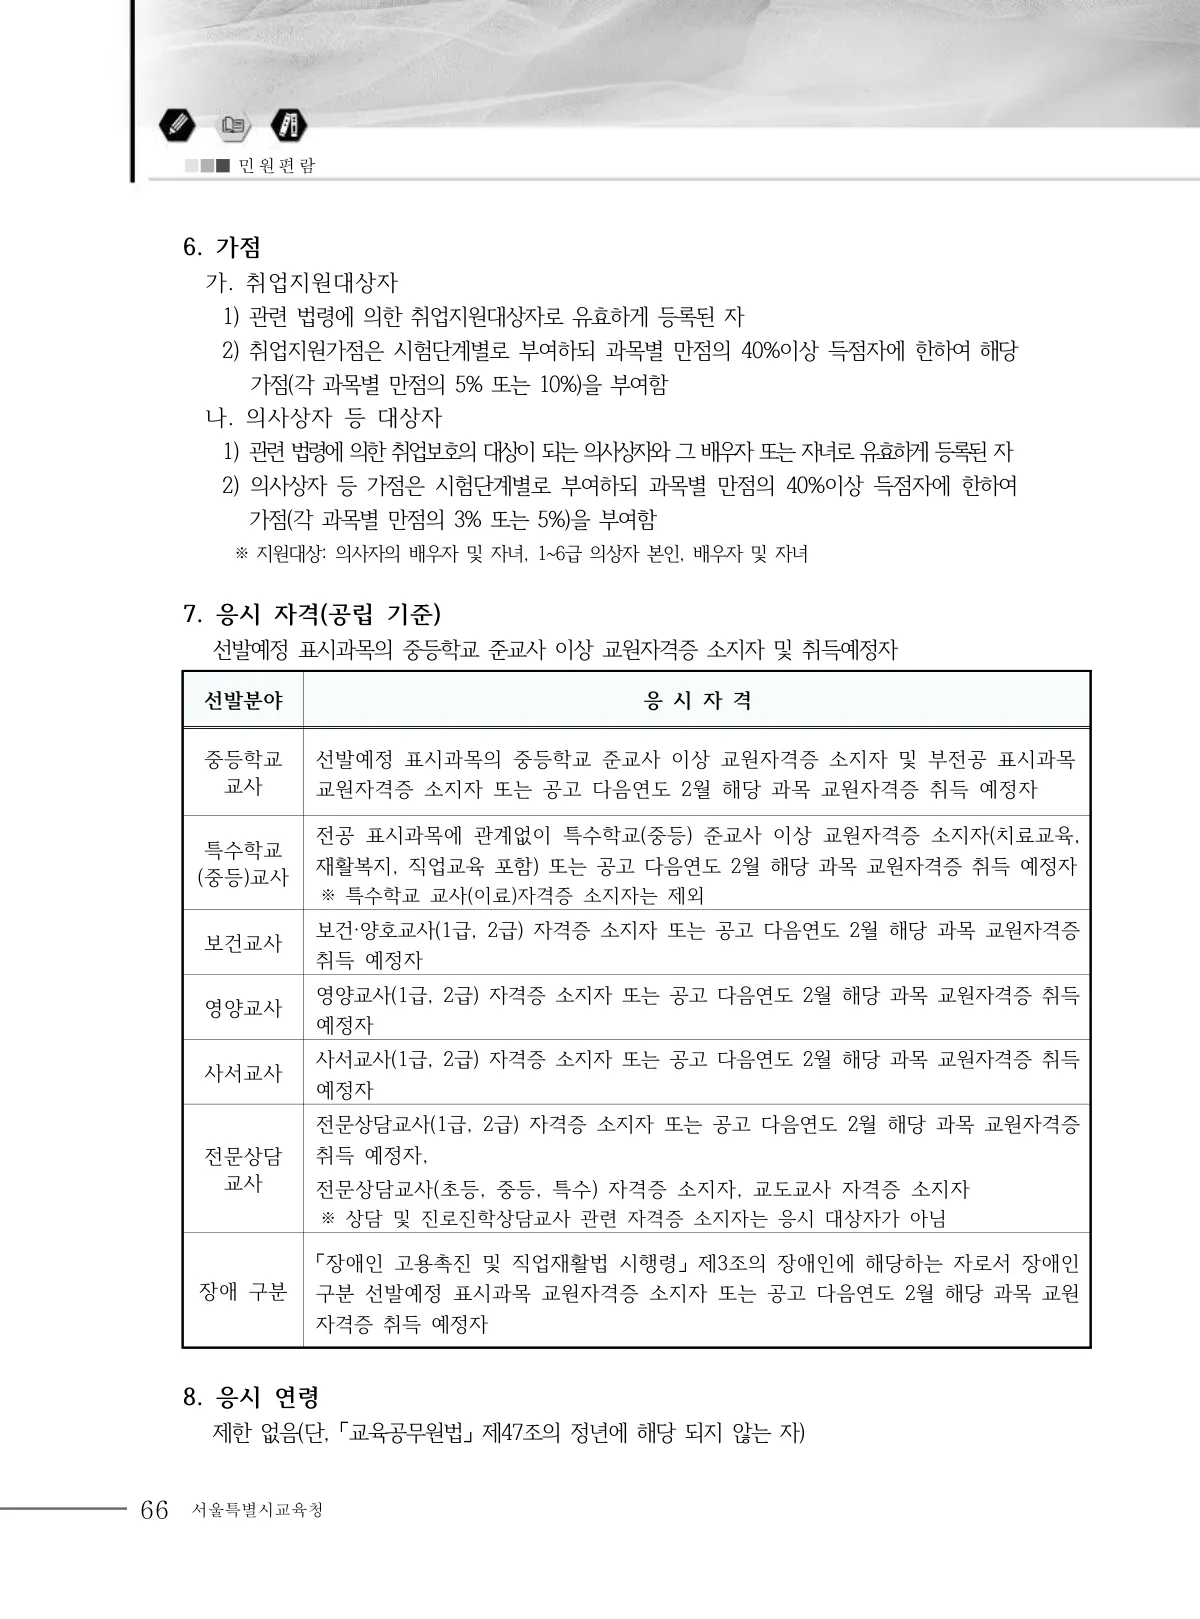 민원편람
6. 가점
가. 취업지원대상자
1) 관련 법령에 의한 취업지원대상자로 유효하게 등록된 자
2) 취업지원가점은 시험단계별로 부여하되 과목별 만점의 40%이상 득점자에 한하여 해당
가점(각 과목별 만점의 5% 또는 10%)을 부여함
나. 의사상자 등 대상자
1) 관련 법령에 의한 취업보호의 대상이 되는 의사상자와 그 배우자 또는 자녀로 유효하게 등록된 자
2) 의사상자 등 가점은 시험단계별로 부여하되 과목별 만점의 40%이상 득점자에 한하여
가점(각 과목별 만점의 3% 또는 5%)을 부여함
※ 지원대상: 의사자의 배우자 및 자녀, 1~6급 의상자 본인, 배우자 및 자녀
7. 응시 자격(공립 기준)
선발예정 표시과목의 중등학교 준교사 이상 교원자격증 소지자 및 취득예정자
선발분야
응 시 자 격
중등학교
교사
선발예정 표시과목의 중등학교 준교사 이상 교원자격증 소지자 및 부전공 표시과목
교원자격증 소지자 또는 공고 다음연도 2월 해당 과목 교원자격증 취득 예정자
특수학교
(중등)교사
전공 표시과목에 관계없이 특수학교(중등) 준교사 이상 교원자격증 소지자(치료교육,
재활복지, 직업교육 포함) 또는 공고 다음연도 2월 해당 과목 교원자격증 취득 예정자
※ 특수학교 교사(이료)자격증 소지자는 제외
보건교사
보건·양호교사(1급, 2급) 자격증 소지자 또는 공고 다음연도 2월 해당 과목 교원자격증
취득 예정자
영양교사
영양교사(1급, 2급) 자격증 소지자 또는 공고 다음연도 2월 해당 과목 교원자격증 취득
예정자
사서교사
사서교사(1급, 2급) 자격증 소지자 또는 공고 다음연도 2월 해당 과목 교원자격증 취득
예정자
전문상담
교사
전문상담교사(1급, 2급) 자격증 소지자 또는 공고 다음연도 2월 해당 과목 교원자격증
취득 예정자,
전문상담교사(초등, 중등, 특수) 자격증 소지자, 교도교사 자격증 소지자
※ 상담 및 진로진학상담교사 관련 자격증 소지자는 응시 대상자가 아님
장애 구분
「장애인 고용촉진 및 직업재활법 시행령」 제3조의 장애인에 해당하는 자로서 장애인
구분 선발예정 표시과목 교원자격증 소지자 또는 공고 다음연도 2월 해당 과목 교원
자격증 취득 예정자
8. 응시 연령
제한 없음(단, 「교육공무원법」 제47조의 정년에 해당 되지 않는 자)
66 서울특별시교육청